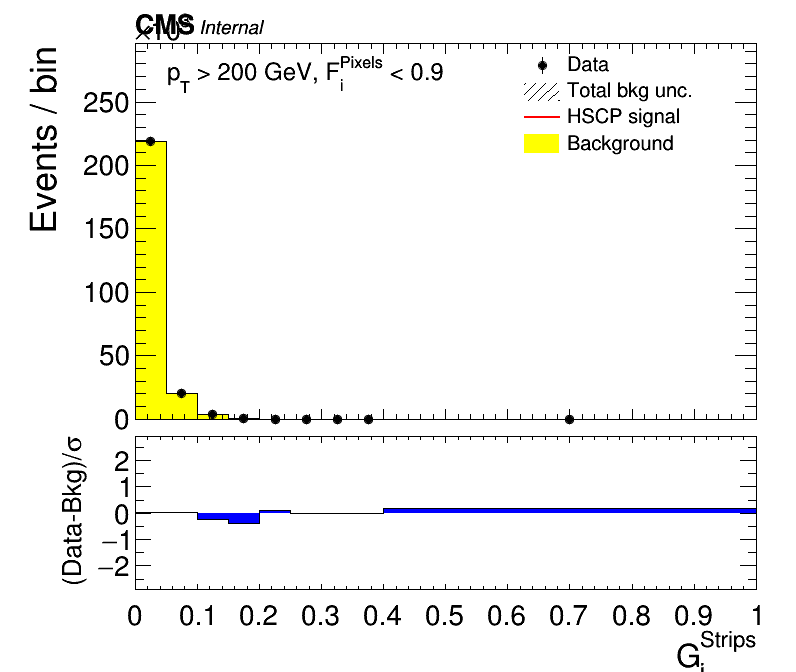 CMS Internal
×10³
p_T > 200 GeV, F_i^Pixels < 0.9
Data
Total bkg unc.
HSCP signal
Background
Events / bin
250
200
150
100
50
0
(Data-Bkg)/σ
2
1
0
−1
−2
0 0.1 0.2 0.3 0.4 0.5 0.6 0.7 0.8 0.9 1
G_i^Strips